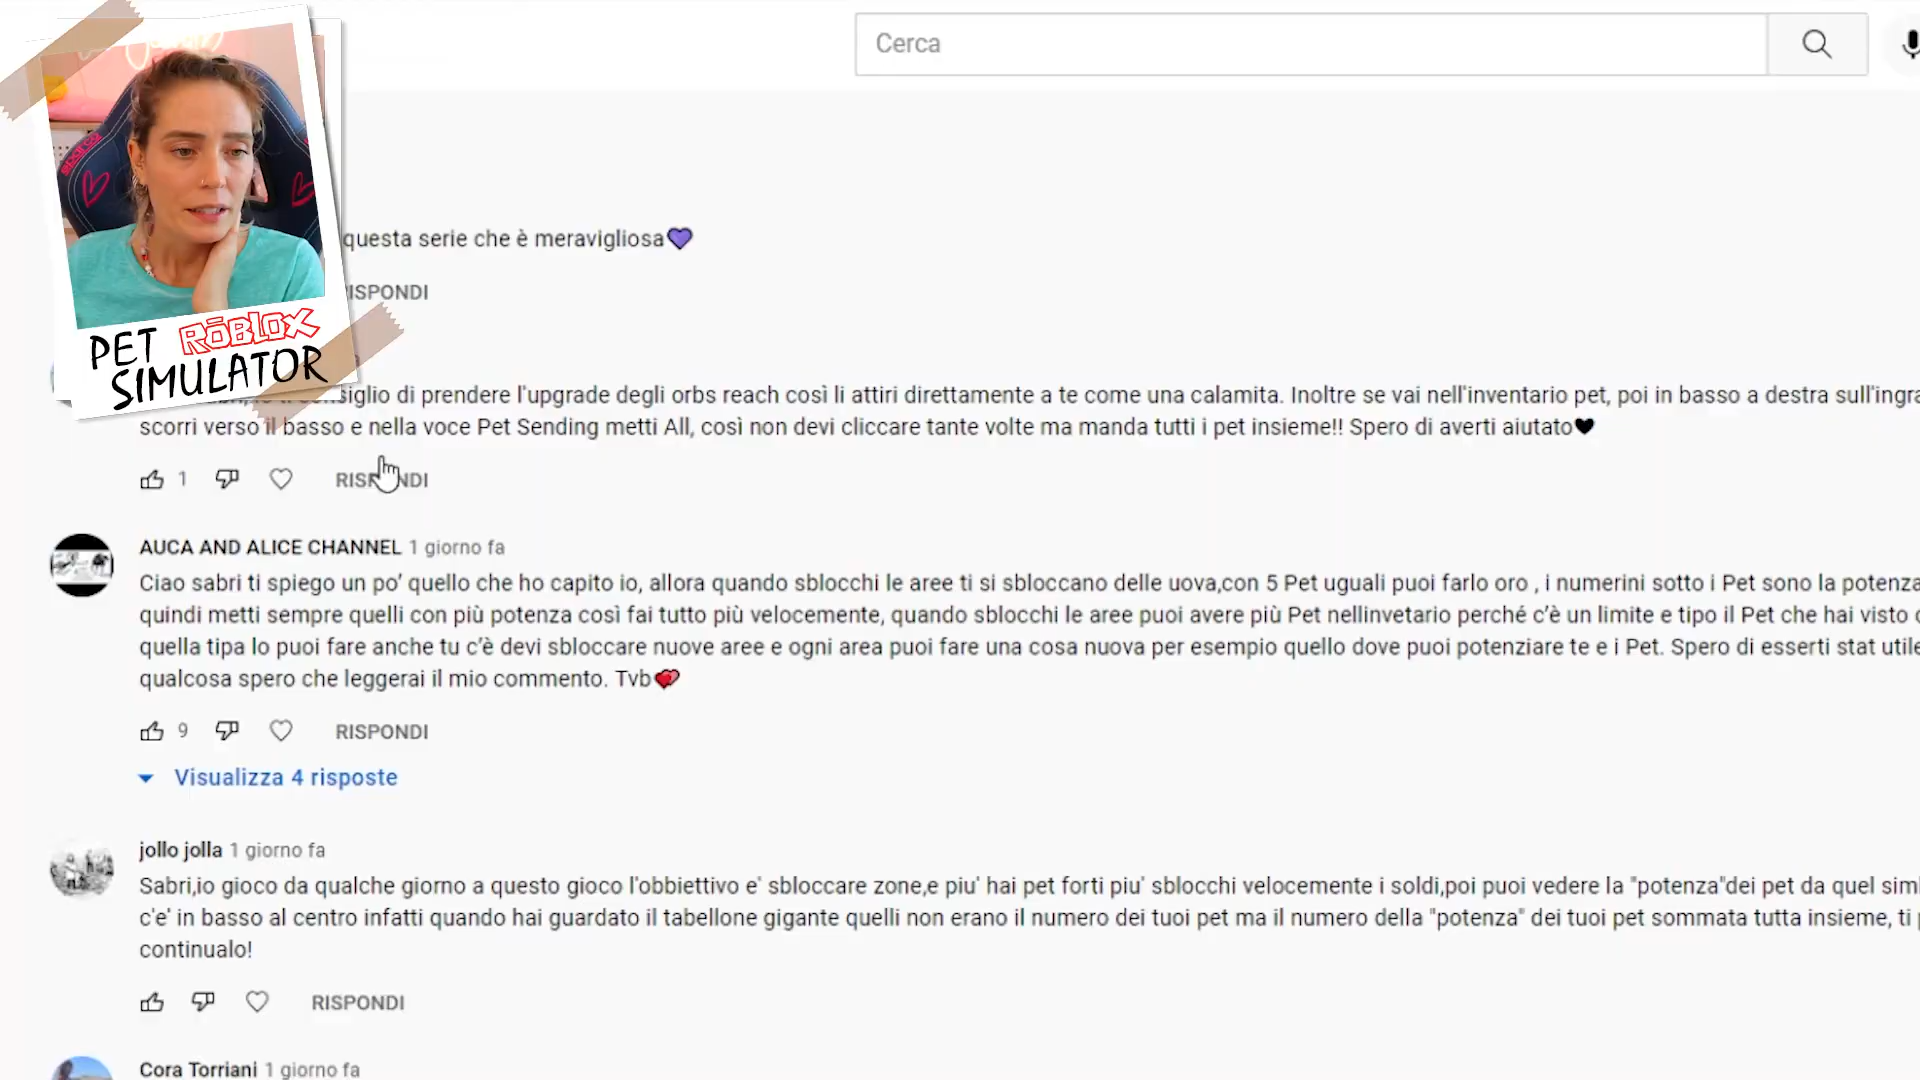 Cerca
questa serie che è meravigliosa
ISPONDI
PET ROBLOX
SIMULATOR
siglio di prendere l'upgrade degli orbs reach così li attiri direttamente a te come una calamita. Inoltre se vai nell'inventario pet, poi in basso a destra sull'ingra
scorri verso il basso e nella voce Pet Sending metti All, così non devi cliccare tante volte ma manda tutti i pet insieme!! Spero di averti aiutato
1 RISPONDI
AUCA AND ALICE CHANNEL 1 giorno fa
Ciao sabri ti spiego un po’ quello che ho capito io, allora quando sblocchi le aree ti si sbloccano delle uova,con 5 Pet uguali puoi farlo oro , i numerini sotto i Pet sono la potenza
quindi metti sempre quelli con più potenza così fai tutto più velocemente, quando sblocchi le aree puoi avere più Pet nellinvetario perché c’è un limite e tipo il Pet che hai visto
quella tipa lo puoi fare anche tu c’è devi sbloccare nuove aree e ogni area puoi fare una cosa nuova per esempio quello dove puoi potenziare te e i Pet. Spero di esserti stat utile
qualcosa spero che leggerai il mio commento. Tvb
9 RISPONDI
Visualizza 4 risposte
jollo jolla 1 giorno fa
Sabri,io gioco da qualche giorno a questo gioco l'obbiettivo e' sbloccare zone,e piu' hai pet forti piu' sblocchi velocemente i soldi,poi puoi vedere la "potenza"dei pet da quel sim
c'e' in basso al centro infatti quando hai guardato il tabellone gigante quelli non erano il numero dei tuoi pet ma il numero della "potenza" dei tuoi pet sommata tutta insieme, ti
continualo!
RISPONDI
Cora Torriani 1 giorno fa